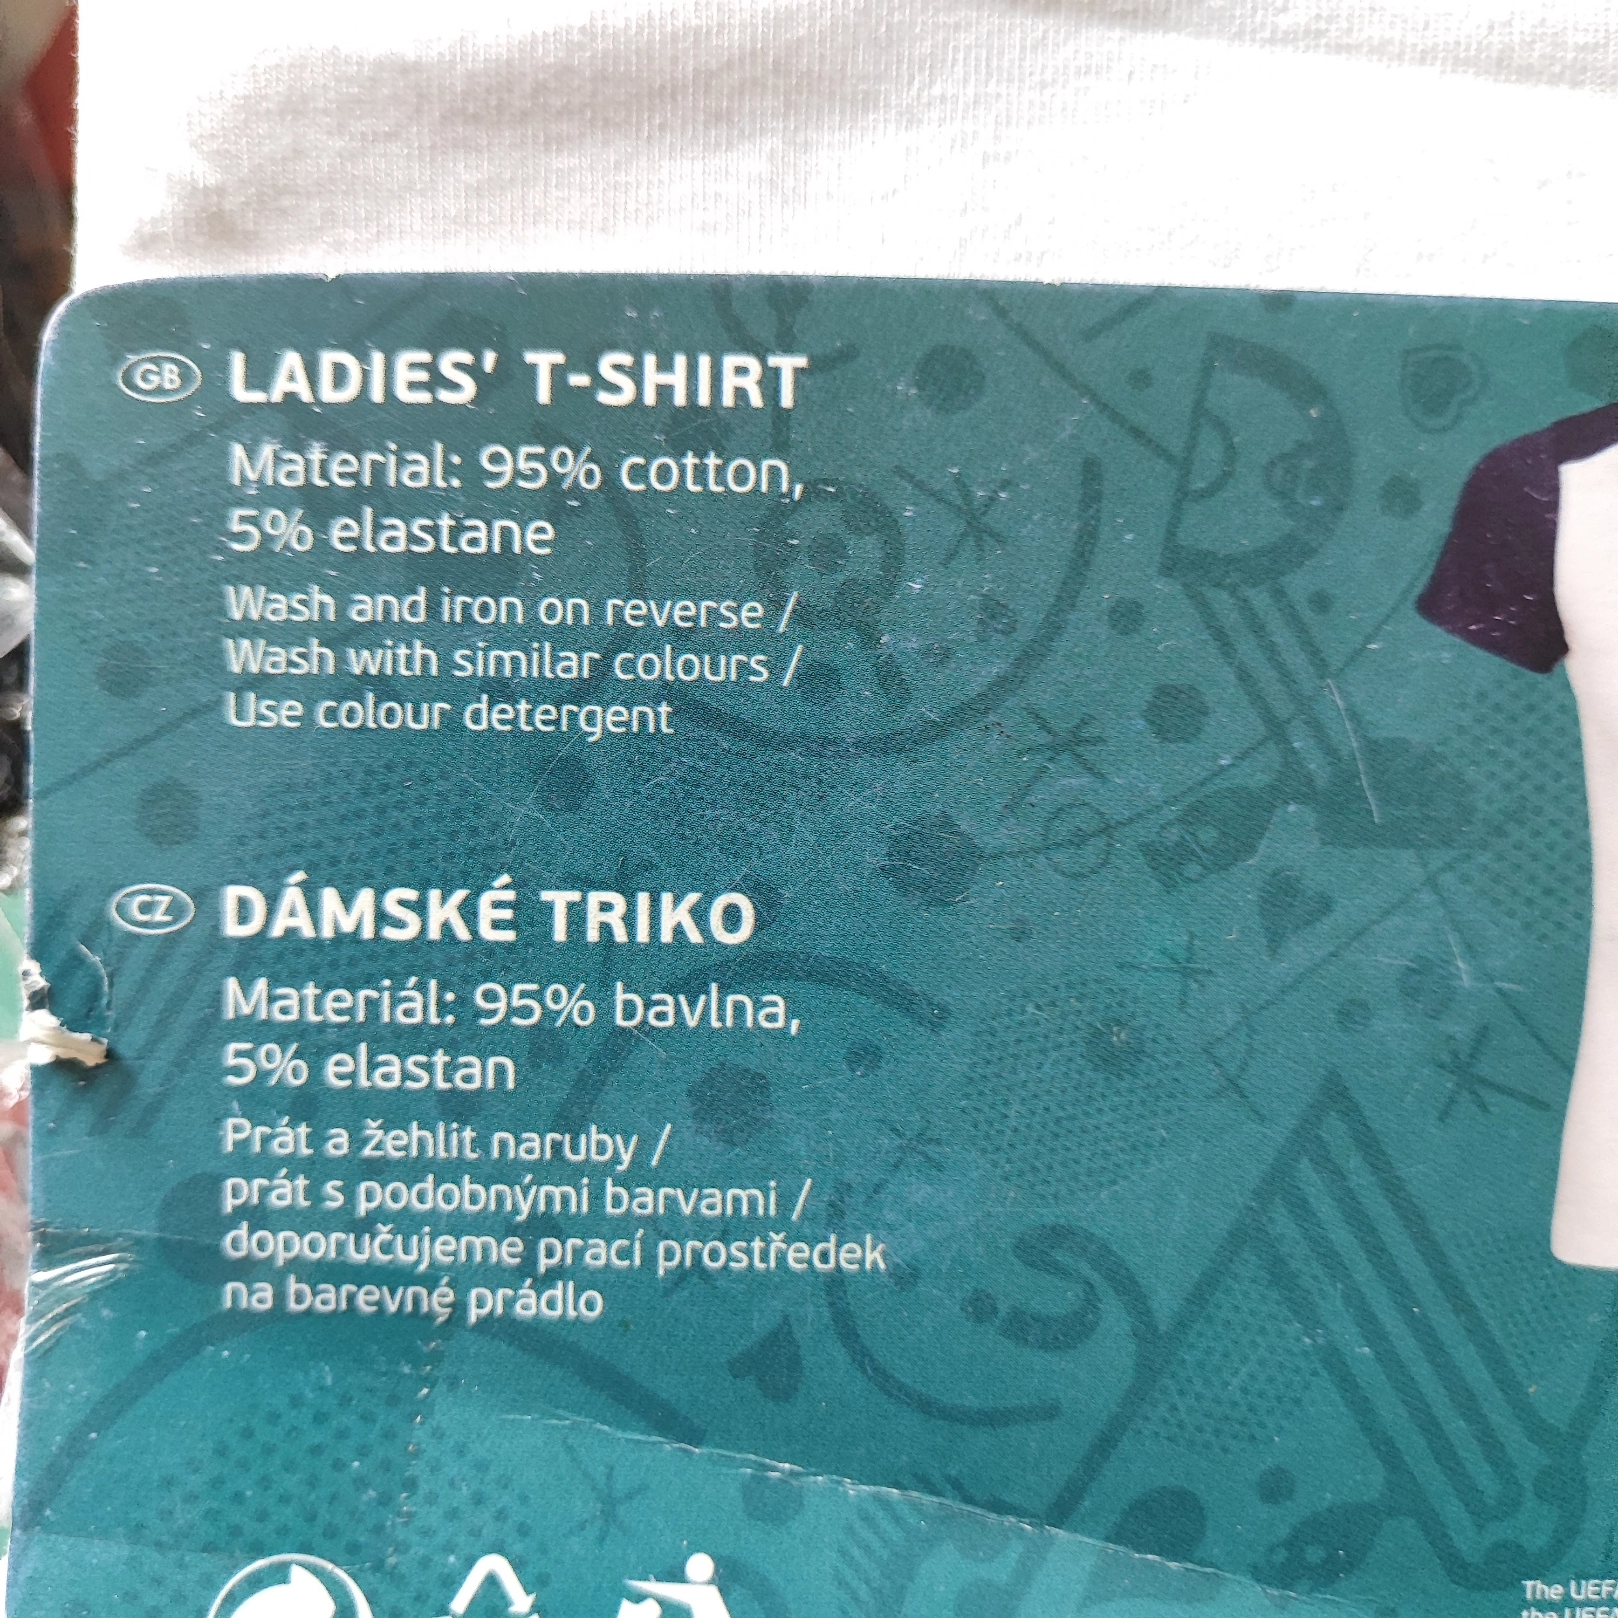 GB LADIES' T-SHIRT
Material: 95% cotton,
5% elastane
Wash and iron on reverse /
Wash with similar colours /
Use colour detergent
CZ DÁMSKÉ TRIKO
Materiál: 95% bavlna,
5% elastan
Prát a žehlit naruby /
prát s podobnými barvami /
doporučujeme prací prostředek
na barevné prádlo
The UEFA